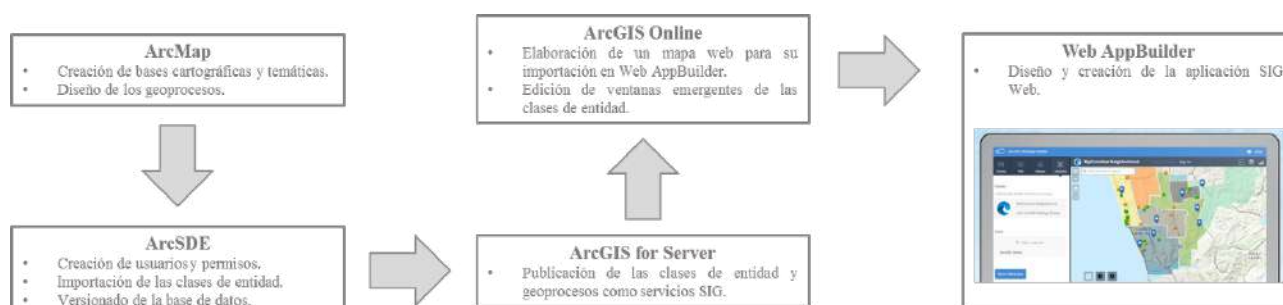 ArcMap
• Creación de bases cartográficas y temáticas.
• Diseño de los geoprocesos.
ArcSDE
• Creación de usuarios y permisos.
• Importación de las clases de entidad.
• Versionado de la base de datos.
ArcGIS for Server
• Publicación de las clases de entidad y
geoprocesos como servicios SIG.
ArcGIS Online
• Elaboración de un mapa web para su
importación en Web AppBuilder.
• Edición de ventanas emergentes de las
clases de entidad.
Web AppBuilder
• Diseño y creación de la aplicación SIG
Web.